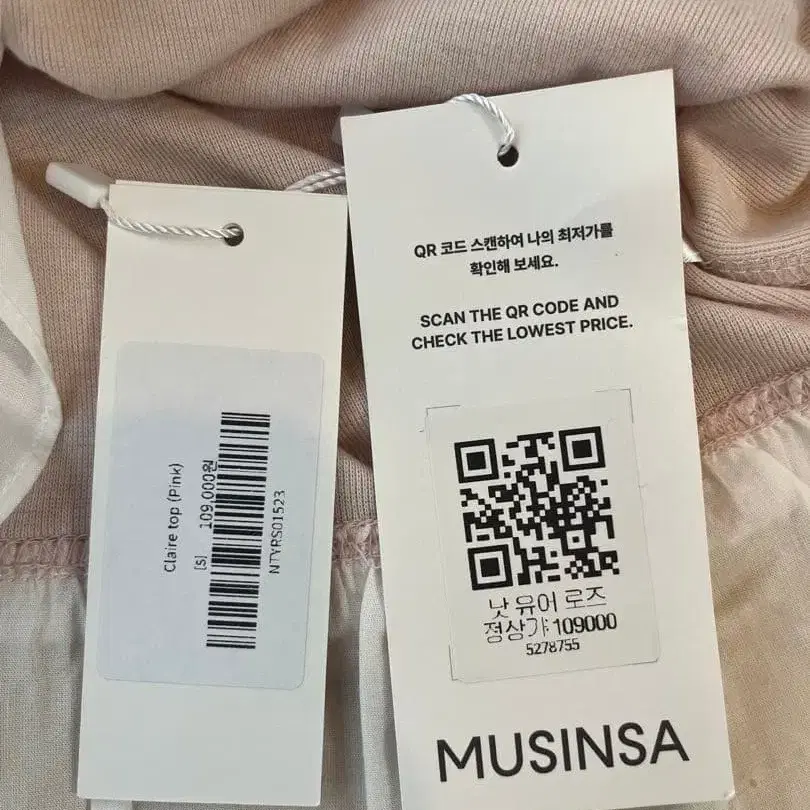 Claire top (Pink)
[S] 109,000원
NTYRS01523
QR 코드 스캔하여 나의 최저가를
확인해 보세요.
SCAN THE QR CODE AND
CHECK THE LOWEST PRICE.
낫 유어 로즈
정상가: 109000
5278755
MUSINSA